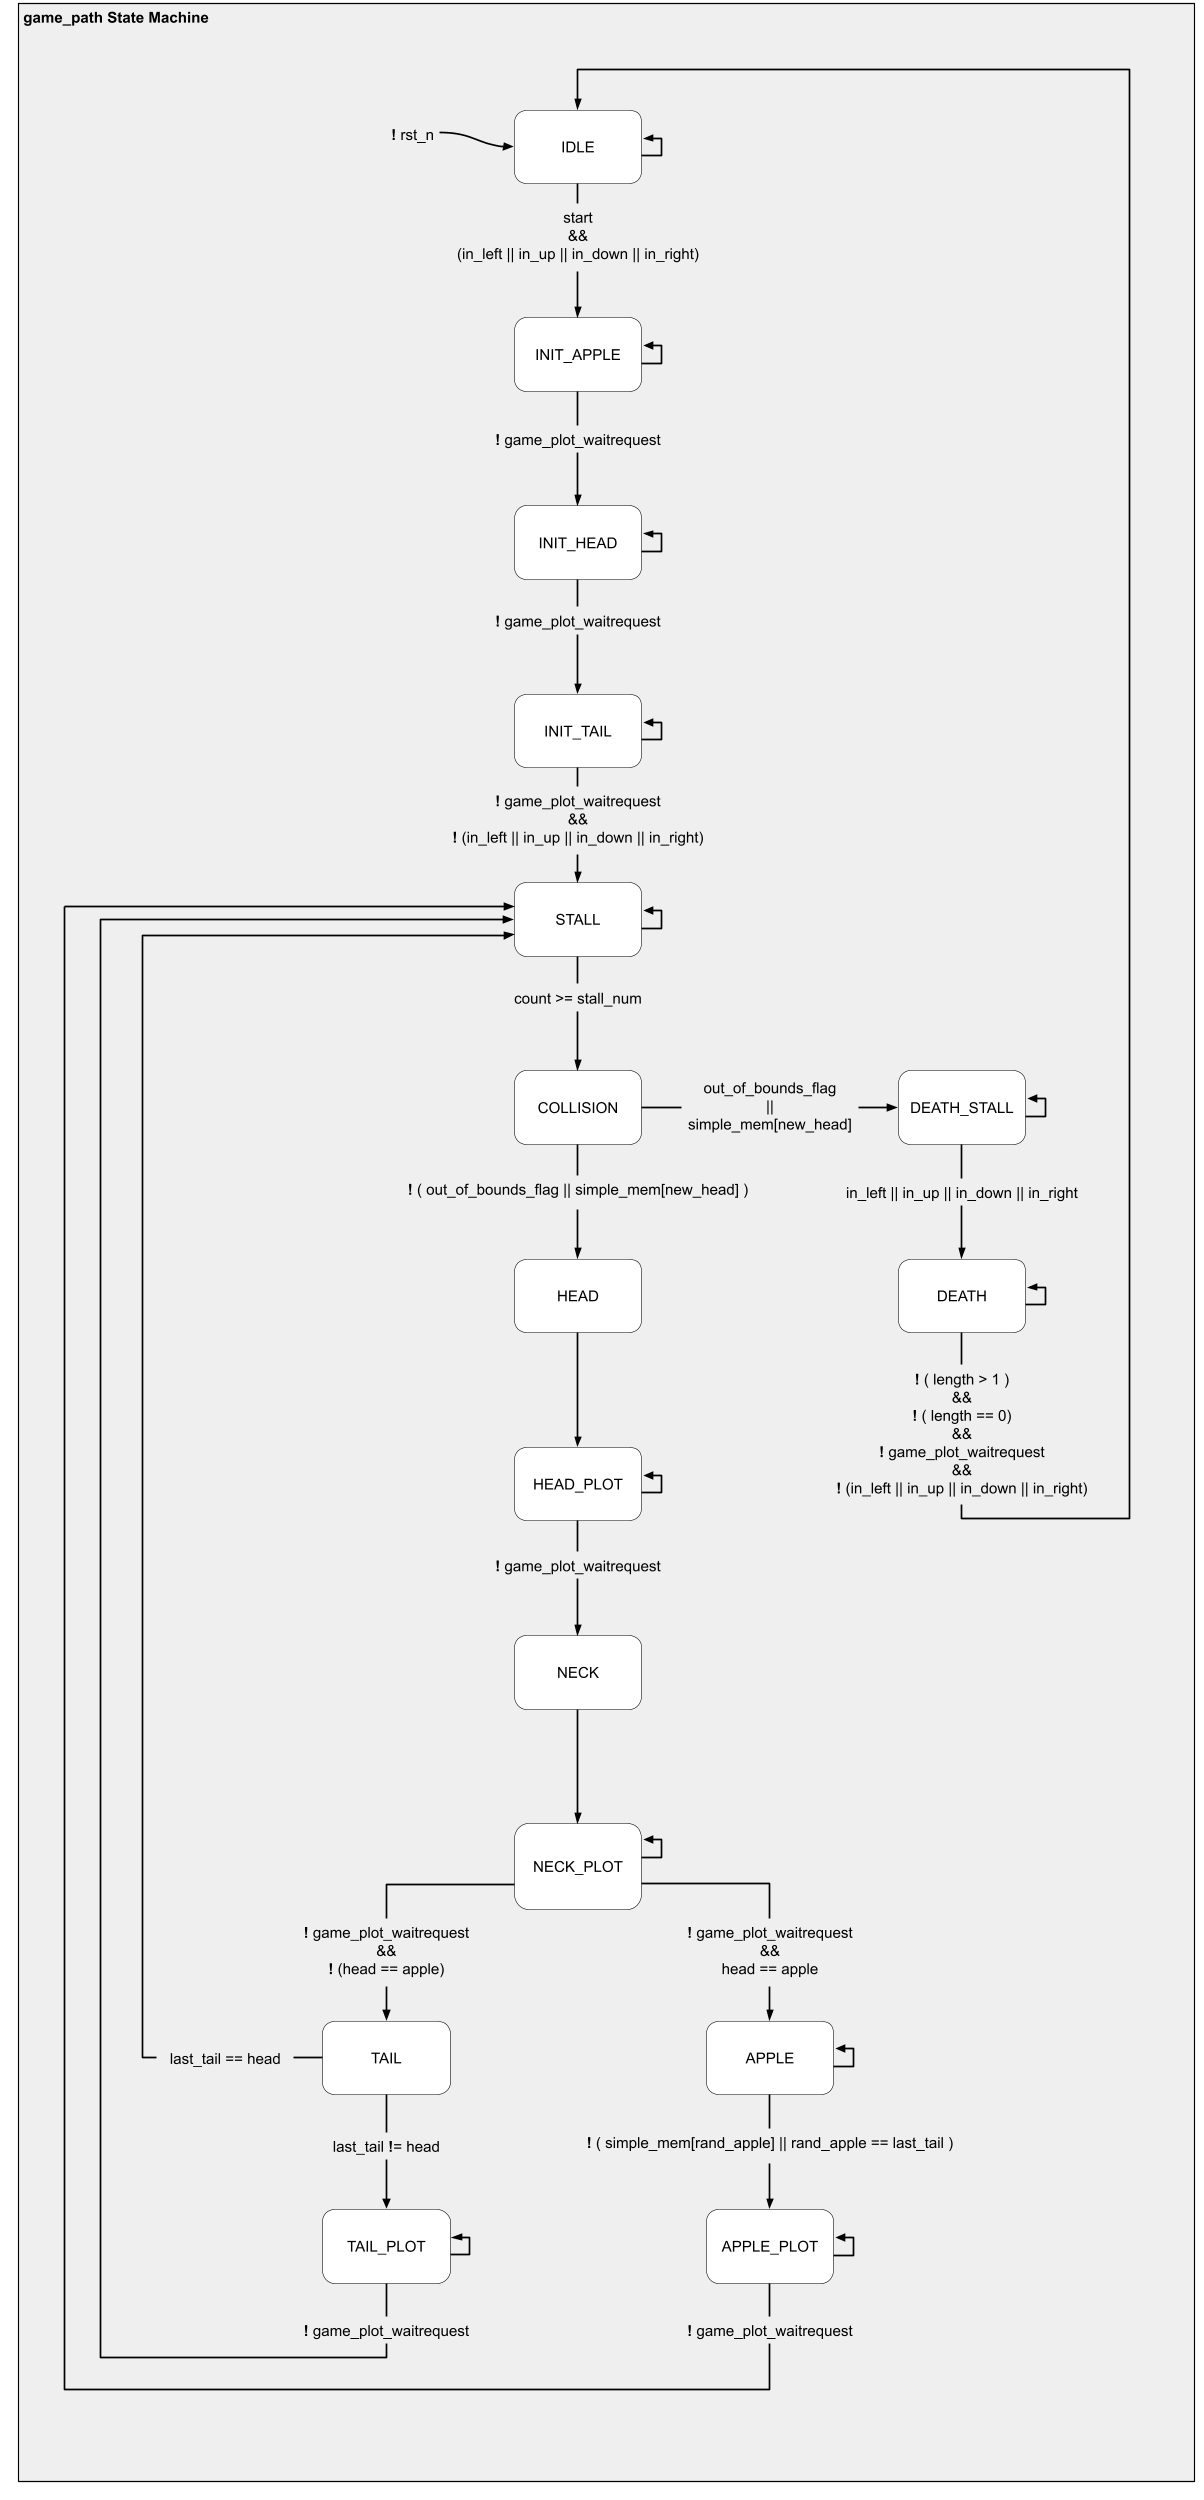 game_path State Machine
! rst_n
IDLE
start
&&
(in_left || in_up || in_down || in_right)
INIT_APPLE
! game_plot_waitrequest
INIT_HEAD
! game_plot_waitrequest
INIT_TAIL
! game_plot_waitrequest
&&
! (in_left || in_up || in_down || in_right)
STALL
count >= stall_num
COLLISION
out_of_bounds_flag
||
simple_mem[new_head]
DEATH_STALL
! ( out_of_bounds_flag || simple_mem[new_head] )
in_left || in_up || in_down || in_right
HEAD
DEATH
! ( length > 1 )
&&
! ( length == 0)
&&
! game_plot_waitrequest
&&
! (in_left || in_up || in_down || in_right)
HEAD_PLOT
! game_plot_waitrequest
NECK
NECK_PLOT
! game_plot_waitrequest
&&
! (head == apple)
! game_plot_waitrequest
&&
head == apple
last_tail == head
TAIL
APPLE
last_tail != head
! ( simple_mem[rand_apple] || rand_apple == last_tail )
TAIL_PLOT
APPLE_PLOT
! game_plot_waitrequest
! game_plot_waitrequest